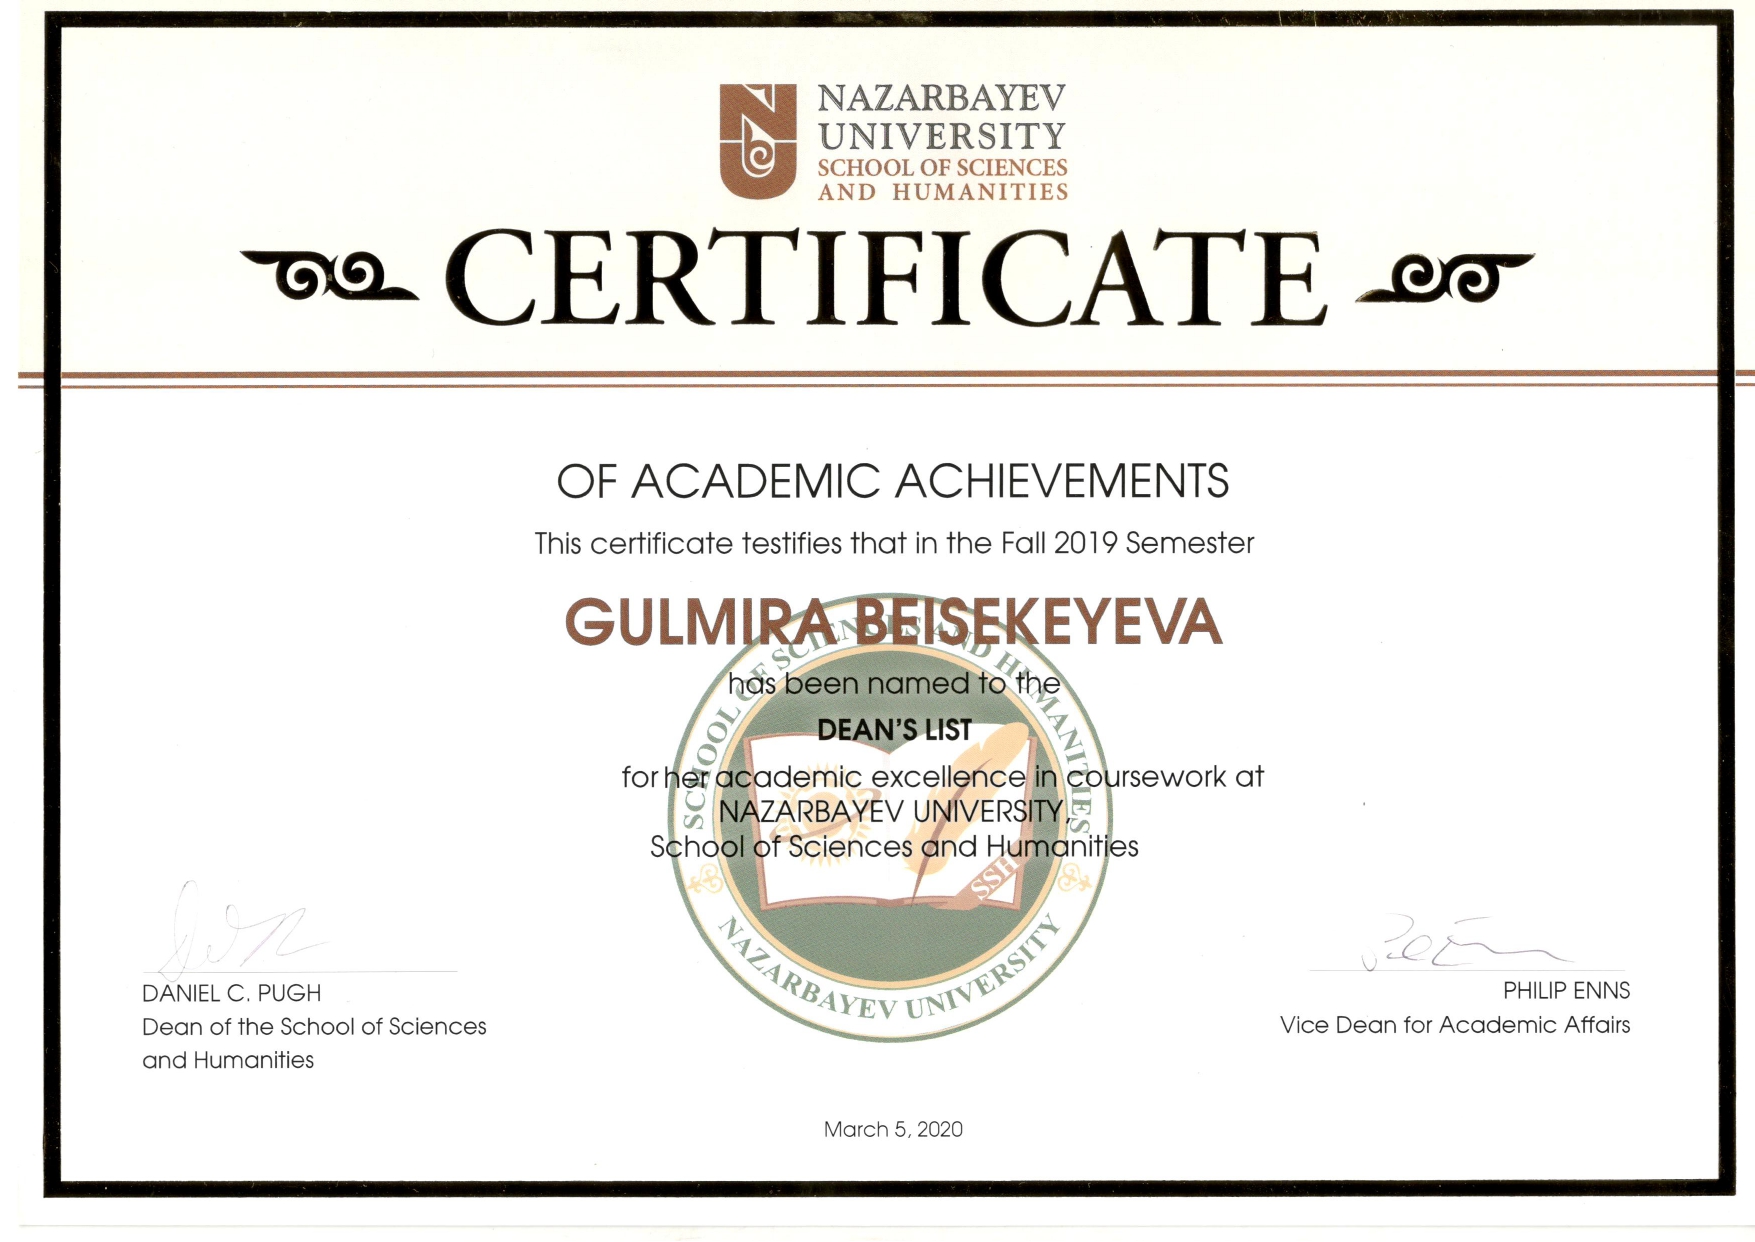 NAZARBAYEV
UNIVERSITY
SCHOOL OF SCIENCES
AND HUMANITIES
CERTIFICATE
OF ACADEMIC ACHIEVEMENTS
This certificate testifies that in the Fall 2019 Semester
GULMIRA BEISEKEYEVA
has been named to the
DEAN'S LIST
for her academic excellence in coursework at
NAZARBAYEV UNIVERSITY,
School of Sciences and Humanities
SCHOOL OF SCIENCES AND HUMANITIES
SSH
NAZARBAYEV UNIVERSITY
DANIEL C. PUGH
Dean of the School of Sciences
and Humanities
PHILIP ENNS
Vice Dean for Academic Affairs
March 5, 2020